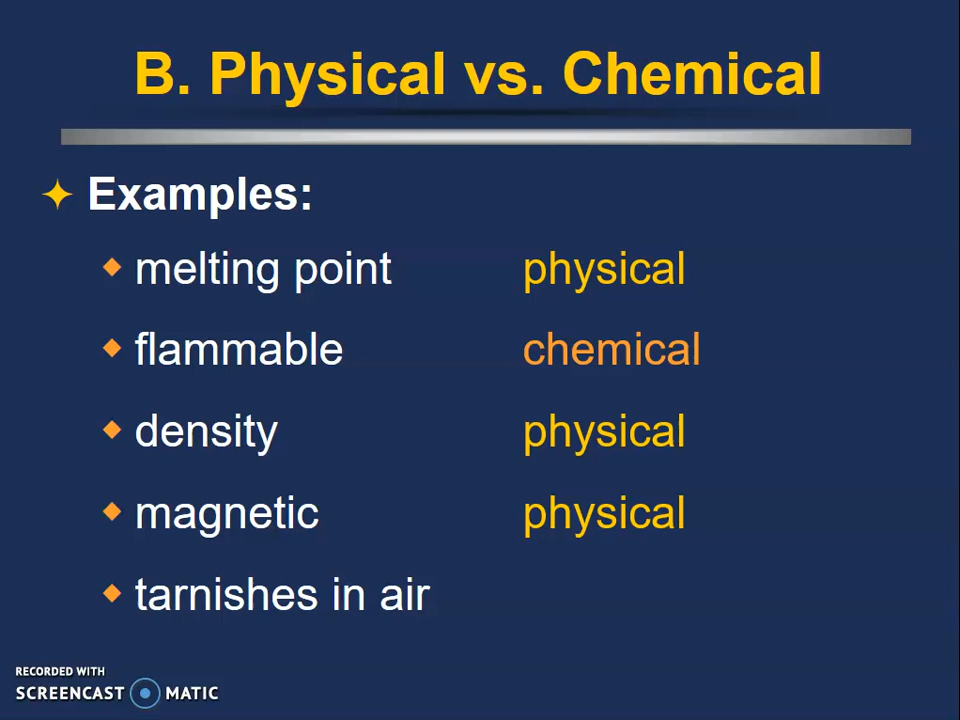 B. Physical vs. Chemical
Examples:
melting point physical
flammable chemical
density physical
magnetic physical
tarnishes in air
RECORDED WITH
SCREENCAST MATIC